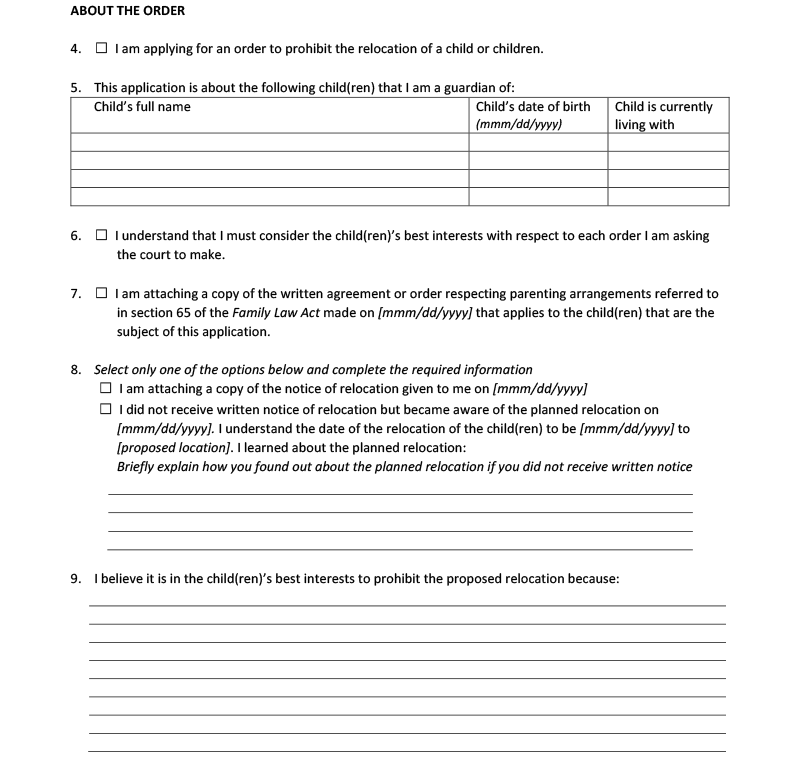 ABOUT THE ORDER
4. ☐ I am applying for an order to prohibit the relocation of a child or children.
5. This application is about the following child(ren) that I am a guardian of:
Child's full name Child's date of birth Child is currently
(mmm/dd/yyyy) living with
6. ☐ I understand that I must consider the child(ren)'s best interests with respect to each order I am asking
the court to make.
7. ☐ I am attaching a copy of the written agreement or order respecting parenting arrangements referred to
in section 65 of the Family Law Act made on [mmm/dd/yyyy] that applies to the child(ren) that are the
subject of this application.
8. Select only one of the options below and complete the required information
☐ I am attaching a copy of the notice of relocation given to me on [mmm/dd/yyyy]
☐ I did not receive written notice of relocation but became aware of the planned relocation on
[mmm/dd/yyyy]. I understand the date of the relocation of the child(ren) to be [mmm/dd/yyyy] to
[proposed location]. I learned about the planned relocation:
Briefly explain how you found out about the planned relocation if you did not receive written notice
9. I believe it is in the child(ren)'s best interests to prohibit the proposed relocation because: